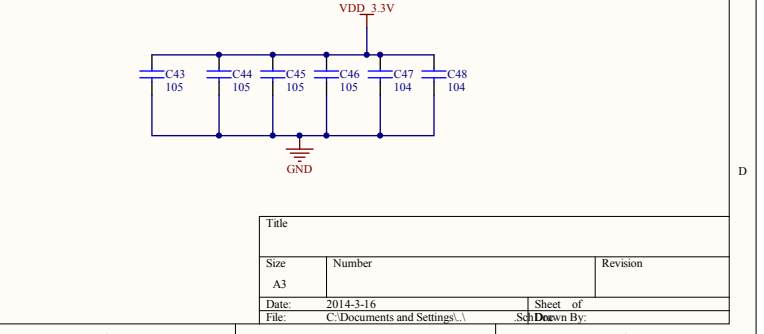 VDD_3.3V
C43 C44 C45 C46 C47 C48
105 105 105 105 104 104
GND
D
Title
Size Number Revision
A3
Date: 2014-3-16 Sheet of
File: C:\Documents and Settings\..\ .SchDoc Drawn By: